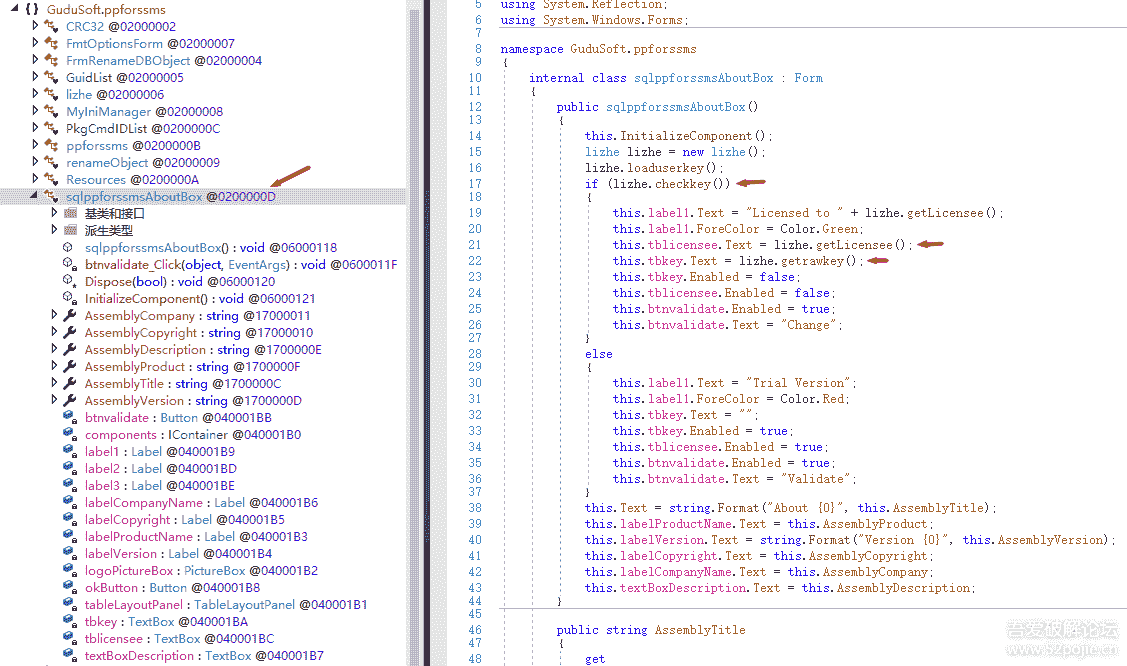 GuduSoft.ppforssms
CRC32 @02000002
FmtOptionsForm @02000007
FrmRenameDBObject @02000004
GuidList @02000005
lizhe @02000006
MyIniManager @02000008
PkgCmdIDList @0200000C
ppforssms @0200000B
renameObject @02000009
Resources @0200000A
sqlppforssmsAboutBox @0200000D
基类和接口
派生类型
sqlppforssmsAboutBox() : void @06000118
btnvalidate_Click(object, EventArgs) : void @0600011F
Dispose(bool) : void @06000120
InitializeComponent() : void @06000121
AssemblyCompany : string @17000011
AssemblyCopyright : string @17000010
AssemblyDescription : string @1700000E
AssemblyProduct : string @1700000F
AssemblyTitle : string @1700000C
AssemblyVersion : string @1700000D
btnvalidate : Button @040001BB
components : IContainer @040001B0
label1 : Label @040001B9
label2 : Label @040001BD
label3 : Label @040001BE
labelCompanyName : Label @040001B6
labelCopyright : Label @040001B5
labelProductName : Label @040001B3
labelVersion : Label @040001B4
logoPictureBox : PictureBox @040001B2
okButton : Button @040001B8
tableLayoutPanel : TableLayoutPanel @040001B1
tbkey : TextBox @040001BA
tblicensee : TextBox @040001BC
textBoxDescription : TextBox @040001B7
5 using System.Reflection;
6 using System.Windows.Forms;
7
8 namespace GuduSoft.ppforssms
9 {
10 internal class sqlppforssmsAboutBox : Form
11 {
12 public sqlppforssmsAboutBox()
13 {
14 this.InitializeComponent();
15 lizhe lizhe = new lizhe();
16 lizhe.loaduserkey();
17 if (lizhe.checkkey())
18 {
19 this.label1.Text = "Licensed to " + lizhe.getLicensee();
20 this.label1.ForeColor = Color.Green;
21 this.tblicensee.Text = lizhe.getLicensee();
22 this.tbkey.Text = lizhe.getrawkey();
23 this.tbkey.Enabled = false;
24 this.tblicensee.Enabled = false;
25 this.btnvalidate.Enabled = true;
26 this.btnvalidate.Text = "Change";
27 }
28 else
29 {
30 this.label1.Text = "Trial Version";
31 this.label1.ForeColor = Color.Red;
32 this.tbkey.Text = "";
33 this.tbkey.Enabled = true;
34 this.tblicensee.Enabled = true;
35 this.btnvalidate.Enabled = true;
36 this.btnvalidate.Text = "Validate";
37 }
38 this.Text = string.Format("About {0}", this.AssemblyTitle);
39 this.labelProductName.Text = this.AssemblyProduct;
40 this.labelVersion.Text = string.Format("Version {0}", this.AssemblyVersion);
41 this.labelCopyright.Text = this.AssemblyCopyright;
42 this.labelCompanyName.Text = this.AssemblyCompany;
43 this.textBoxDescription.Text = this.AssemblyDescription;
44 }
45
46 public string AssemblyTitle
47 {
48 get
吾爱破解论坛
www.52pojie.cn